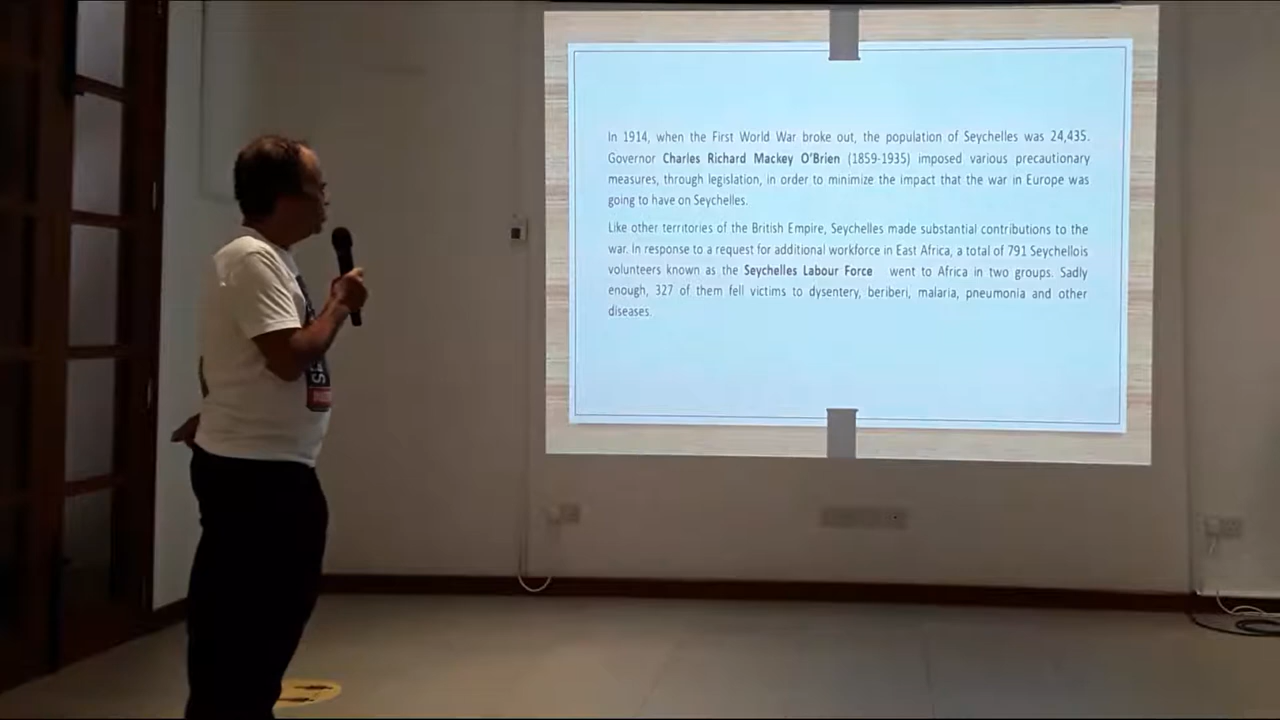 In 1914, when the First World War broke out, the population of Seychelles was 24,435.
Governor Charles Richard Mackey O'Brien (1859-1935) imposed various precautionary
measures, through legislation, in order to minimize the impact that the war in Europe was
going to have on Seychelles.
Like other territories of the British Empire, Seychelles made substantial contributions to the
war. In response to a request for additional workforce in East Africa, a total of 791 Seychellois
volunteers known as the Seychelles Labour Force went to Africa in two groups. Sadly
enough, 327 of them fell victims to dysentery, beriberi, malaria, pneumonia and other
diseases.